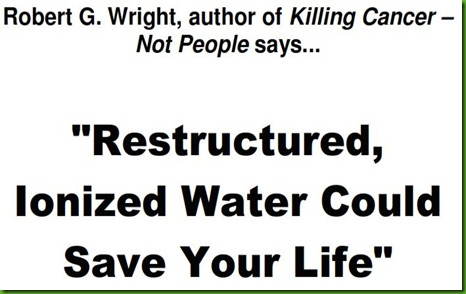 Robert G. Wright, author of Killing Cancer –
Not People says...
"Restructured,
Ionized Water Could
Save Your Life"